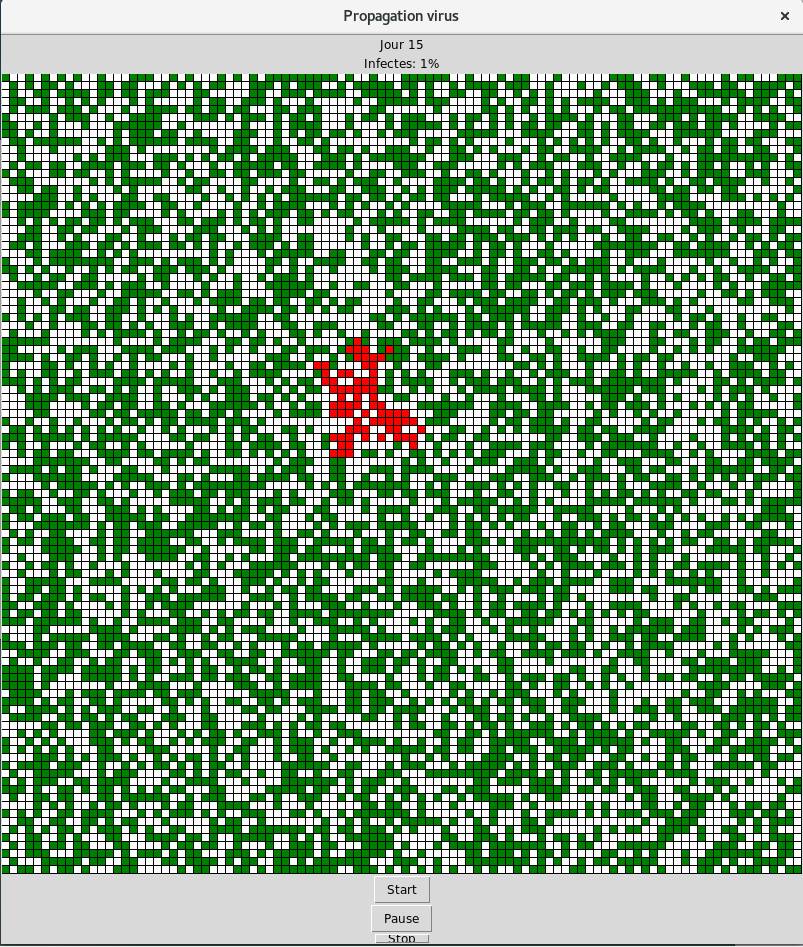 Propagation virus
Jour 15
Infectes: 1%
Start
Pause
Stop